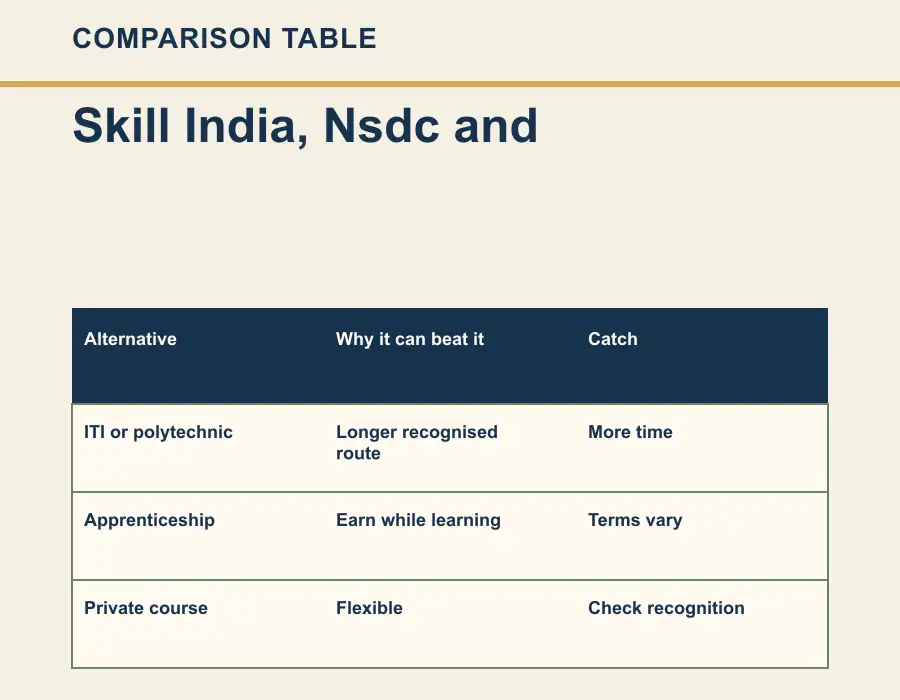 COMPARISON TABLE
Skill India, Nsdc and
Alternative Why it can beat it Catch
ITI or polytechnic Longer recognised route More time
Apprenticeship Earn while learning Terms vary
Private course Flexible Check recognition